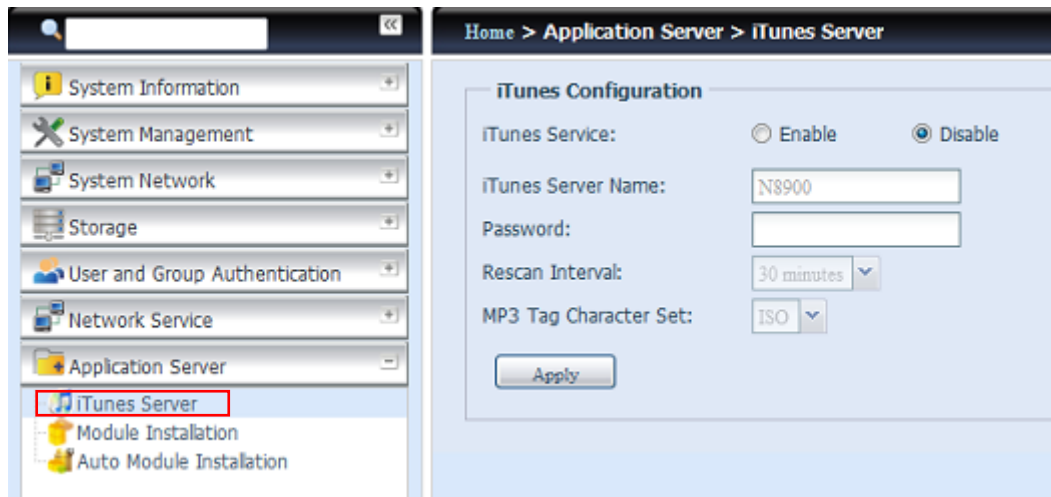 Home > Application Server > iTunes Server
System Information
System Management
System Network
Storage
User and Group Authentication
Network Service
Application Server
iTunes Server
Module Installation
Auto Module Installation
iTunes Configuration
iTunes Service: Enable Disable
iTunes Server Name: N8900
Password:
Rescan Interval: 30 minutes
MP3 Tag Character Set: ISO
Apply